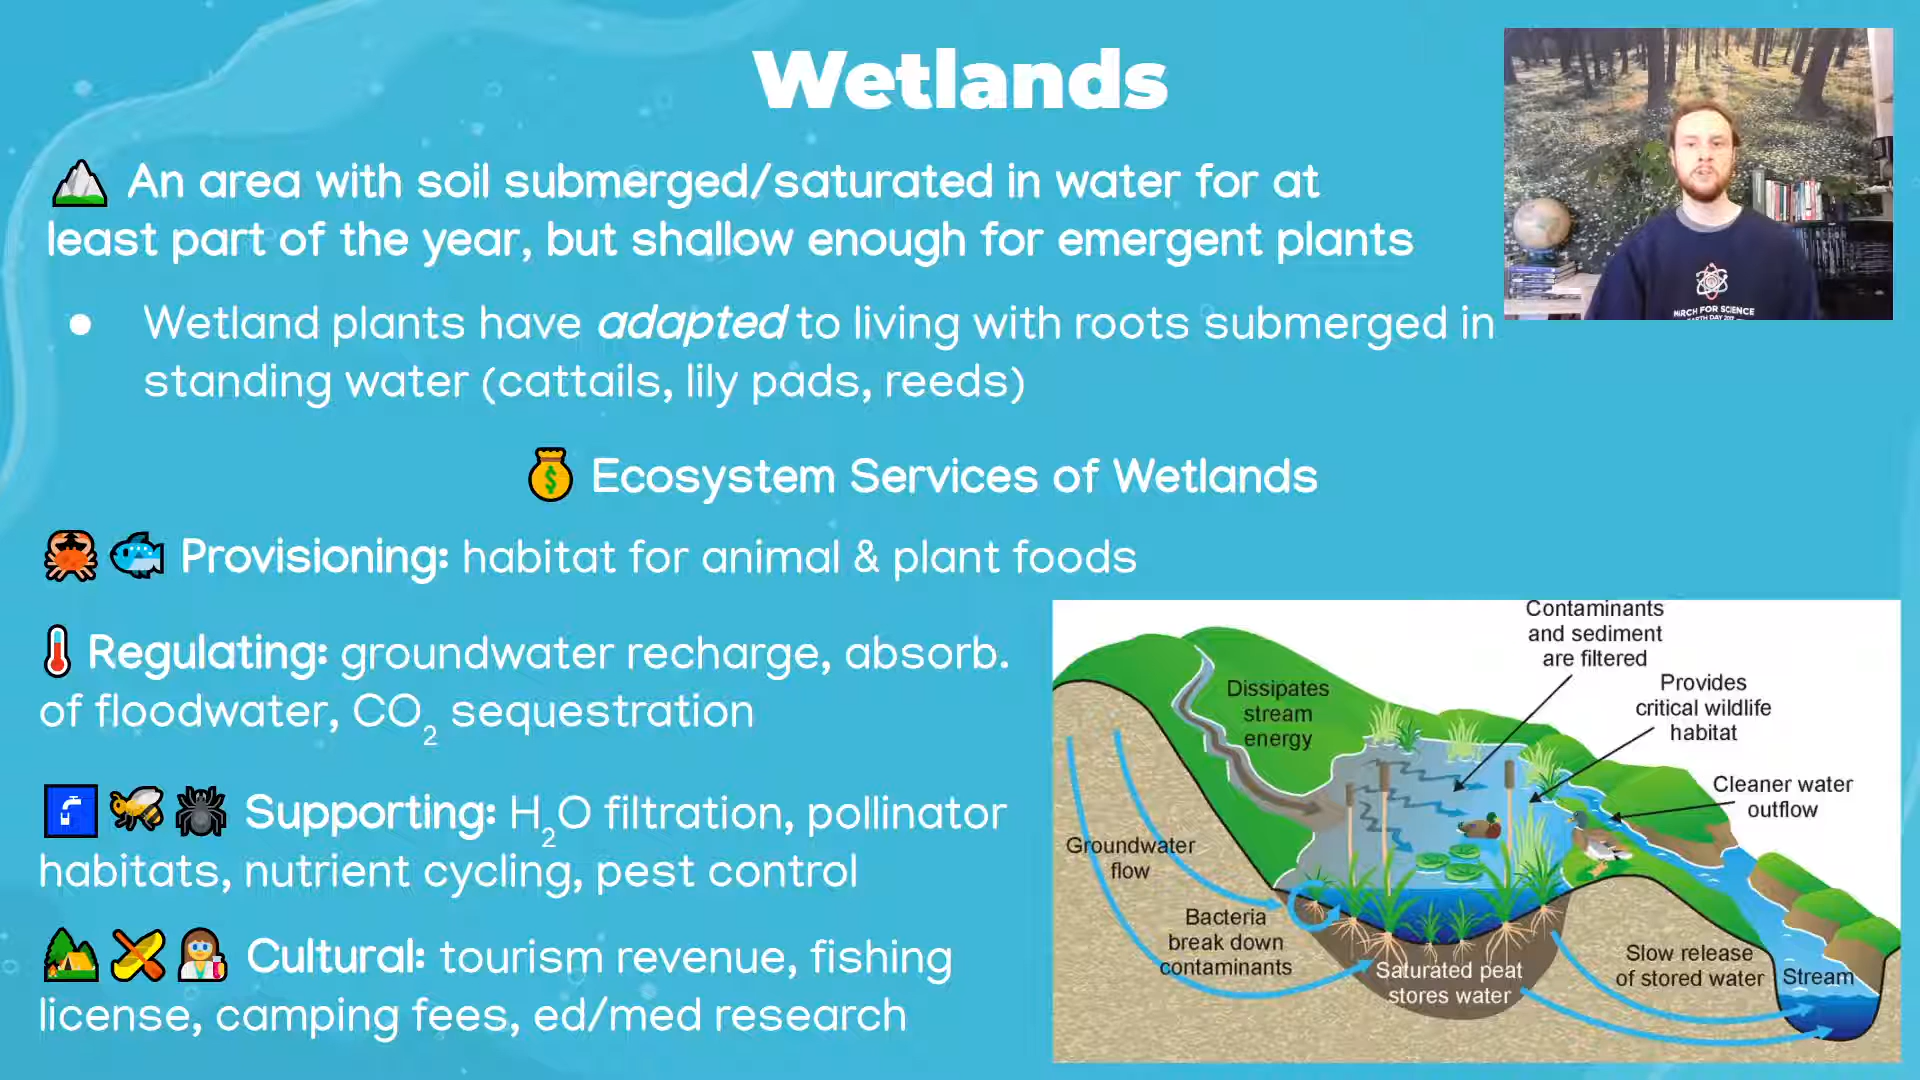 Wetlands
An area with soil submerged/saturated in water for at
least part of the year, but shallow enough for emergent plants
● Wetland plants have adapted to living with roots submerged in
standing water (cattails, lily pads, reeds)
Ecosystem Services of Wetlands
Provisioning: habitat for animal & plant foods
Regulating: groundwater recharge, absorb.
of floodwater, CO2 sequestration
Supporting: H2O filtration, pollinator
habitats, nutrient cycling, pest control
Cultural: tourism revenue, fishing
license, camping fees, ed/med research
Contaminants
and sediment
are filtered
Dissipates
stream
energy
Provides
critical wildlife
habitat
Cleaner water
outflow
Groundwater
flow
Bacteria
break down
contaminants
Saturated peat
stores water
Slow release
of stored water
Stream
FOR SCIENCE